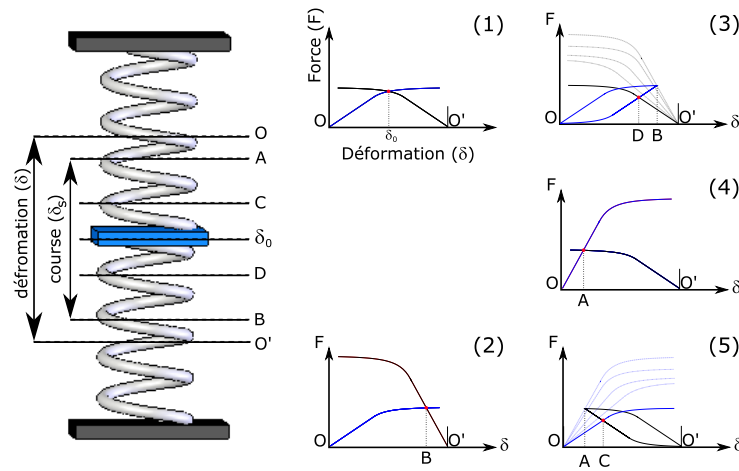 défromation (δ)
course (δs)
O
A
C
δ0
D
B
O'
(1)
Force (F)
O
O'
δ0
Déformation (δ)
(2)
F
O
O'
δ
B
(3)
F
O
O'
δ
D B
(4)
F
O
O'
δ
A
(5)
F
O
O'
δ
A C